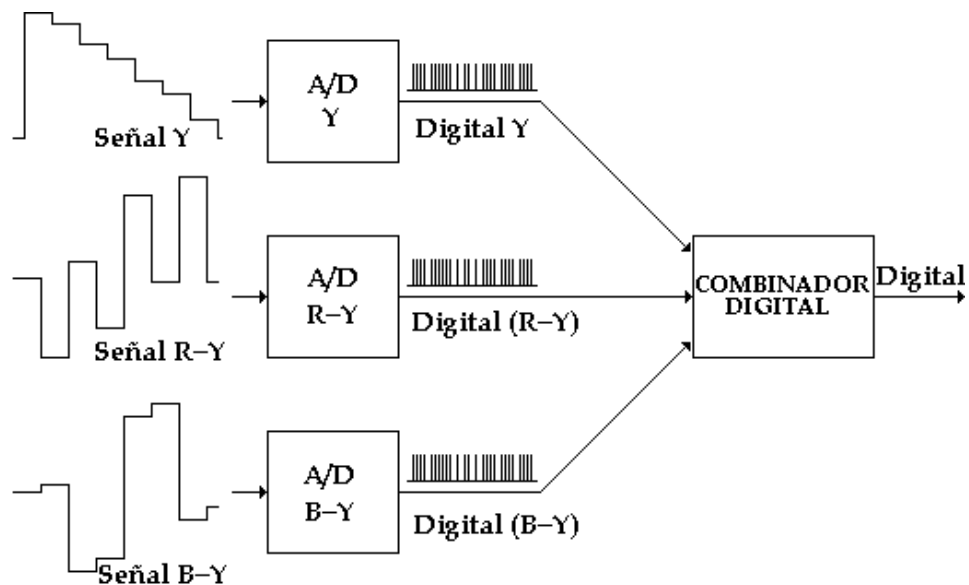 Señal Y
A/D
Y
Digital Y
Señal R−Y
A/D
R−Y
Digital (R−Y)
Señal B−Y
A/D
B−Y
Digital (B−Y)
COMBINADOR
DIGITAL
Digital